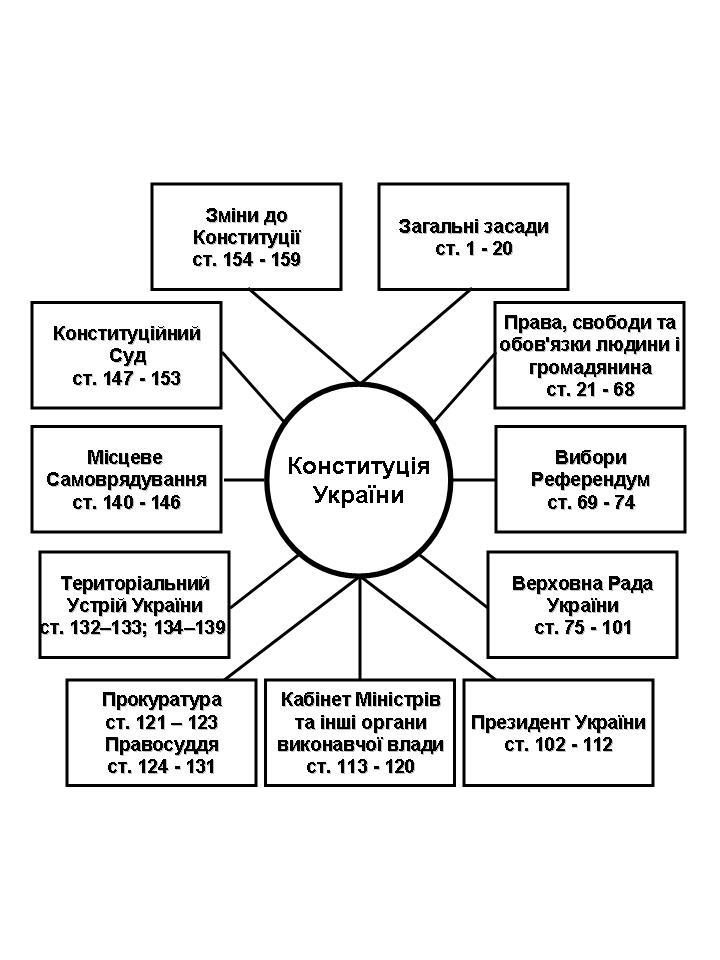 Зміни до
Конституції
ст. 154 - 159
Загальні засади
ст. 1 - 20
Конституційний
Суд
ст. 147 - 153
Права, свободи та
обов'язки людини і
громадянина
ст. 21 - 68
Місцеве
Самоврядування
ст. 140 - 146
Конституція
України
Вибори
Референдум
ст. 69 - 74
Територіальний
Устрій України
ст. 132–133; 134–139
Верховна Рада
України
ст. 75 - 101
Прокуратура
ст. 121 – 123
Правосуддя
ст. 124 - 131
Кабінет Міністрів
та інші органи
виконавчої влади
ст. 113 - 120
Президент України
ст. 102 - 112